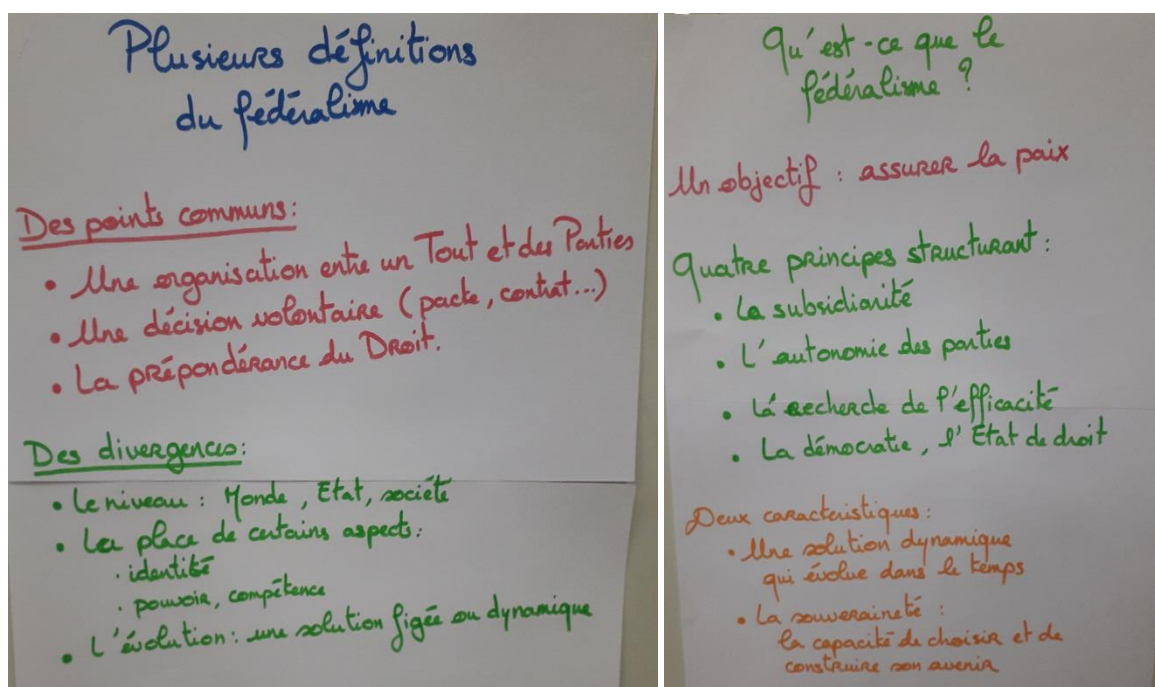 Plusieurs définitions
du fédéralisme
Des points communs:
• Une organisation entre un Tout et des Parties
• Une décision volontaire (pacte, contrat...)
• La prépondérance du Droit.
Des divergences:
• Le niveau : Monde, Etat, société
• La place de certains aspects:
· identité
· pouvoir, compétence
• L'évolution: une solution figée ou dynamique
Qu'est-ce que le
fédéralisme ?
Un objectif : assurer la paix
Quatre principes structurant :
• La subsidiarité
• L'autonomie des parties
• La recherche de l'efficacité
• La démocratie, l'Etat de droit
Deux caractéristiques :
• Une solution dynamique
qui évolue dans le temps
• La souveraineté :
la capacité de choisir et de
construire son avenir